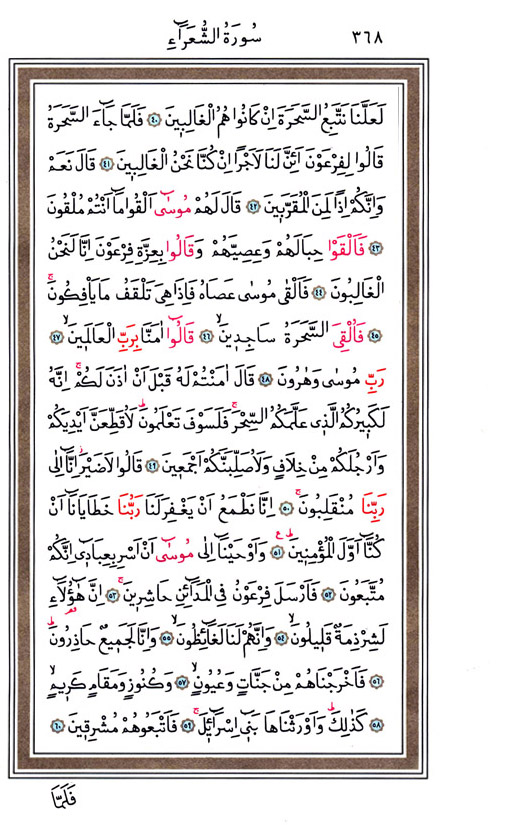 ٣٦٨ سُورَةُ الشُّعَرَاءِ
لَعَلَّنَا نَتَّبِعُ السَّحَرَةَ اِنْ كَانُوا هُمُ الْغَالِبِينَ ﴿٤٠﴾ فَلَمَّا جَاءَ السَّحَرَةُ
قَالُوا لِفِرْعَوْنَ اَئِنَّ لَنَا لَاَجْرًا اِنْ كُنَّا نَحْنُ الْغَالِبِينَ ﴿٤١﴾ قَالَ نَعَمْ
وَاِنَّكُمْ اِذًا لَمِنَ الْمُقَرَّبِينَ ﴿٤٢﴾ قَالَ لَهُمْ مُوسٰى اَلْقُوا مَا اَنْتُمْ مُلْقُونَ
﴿٤٣﴾ فَاَلْقَوْا حِبَالَهُمْ وَعِصِيَّهُمْ وَقَالُوا بِعِزَّةِ فِرْعَوْنَ اِنَّا لَنَحْنُ
الْغَالِبُونَ ﴿٤٤﴾ فَاَلْقٰى مُوسٰى عَصَاهُ فَاِذَا هِيَ تَلْقَفُ مَا يَاْفِكُونَ
﴿٤٥﴾ فَاُلْقِيَ السَّحَرَةُ سَاجِدِينَ ﴿٤٦﴾ قَالُوا اٰمَنَّا بِرَبِّ الْعَالَمِينَ ﴿٤٧﴾
رَبِّ مُوسٰى وَهٰرُونَ ﴿٤٨﴾ قَالَ اٰمَنْتُمْ لَهُ قَبْلَ اَنْ اٰذَنَ لَكُمْ اِنَّهُ
لَكَبِيرُكُمُ الَّذِي عَلَّمَكُمُ السِّحْرَ فَلَسَوْفَ تَعْلَمُونَ لَاُقَطِّعَنَّ اَيْدِيَكُمْ
وَاَرْجُلَكُمْ مِنْ خِلَافٍ وَلَاُصَلِّبَنَّكُمْ اَجْمَعِينَ ﴿٤٩﴾ قَالُوا لَا ضَيْرَ اِنَّا اِلٰى
رَبِّنَا مُنْقَلِبُونَ ﴿٥٠﴾ اِنَّا نَطْمَعُ اَنْ يَغْفِرَ لَنَا رَبُّنَا خَطَايَانَا اَنْ
كُنَّا اَوَّلَ الْمُؤْمِنِينَ ﴿٥١﴾ وَاَوْحَيْنَا اِلٰى مُوسٰى اَنْ اَسْرِ بِعِبَادِي اِنَّكُمْ
مُتَّبَعُونَ ﴿٥٢﴾ فَاَرْسَلَ فِرْعَوْنُ فِي الْمَدَائِنِ حَاشِرِينَ ﴿٥٣﴾ اِنَّ هٰؤُلَاءِ
لَشِرْذِمَةٌ قَلِيلُونَ ﴿٥٤﴾ وَاِنَّهُمْ لَنَا لَغَائِظُونَ ﴿٥٥﴾ وَاِنَّا لَجَمِيعٌ حَاذِرُونَ
﴿٥٦﴾ فَاَخْرَجْنَاهُمْ مِنْ جَنَّاتٍ وَعُيُونٍ ﴿٥٧﴾ وَكُنُوزٍ وَمَقَامٍ كَرِيمٍ
﴿٥٨﴾ كَذٰلِكَ وَاَوْرَثْنَاهَا بَنِي اِسْرَائِلَ ﴿٥٩﴾ فَاَتْبَعُوهُمْ مُشْرِقِينَ ﴿٦٠﴾
فَلَمَّا